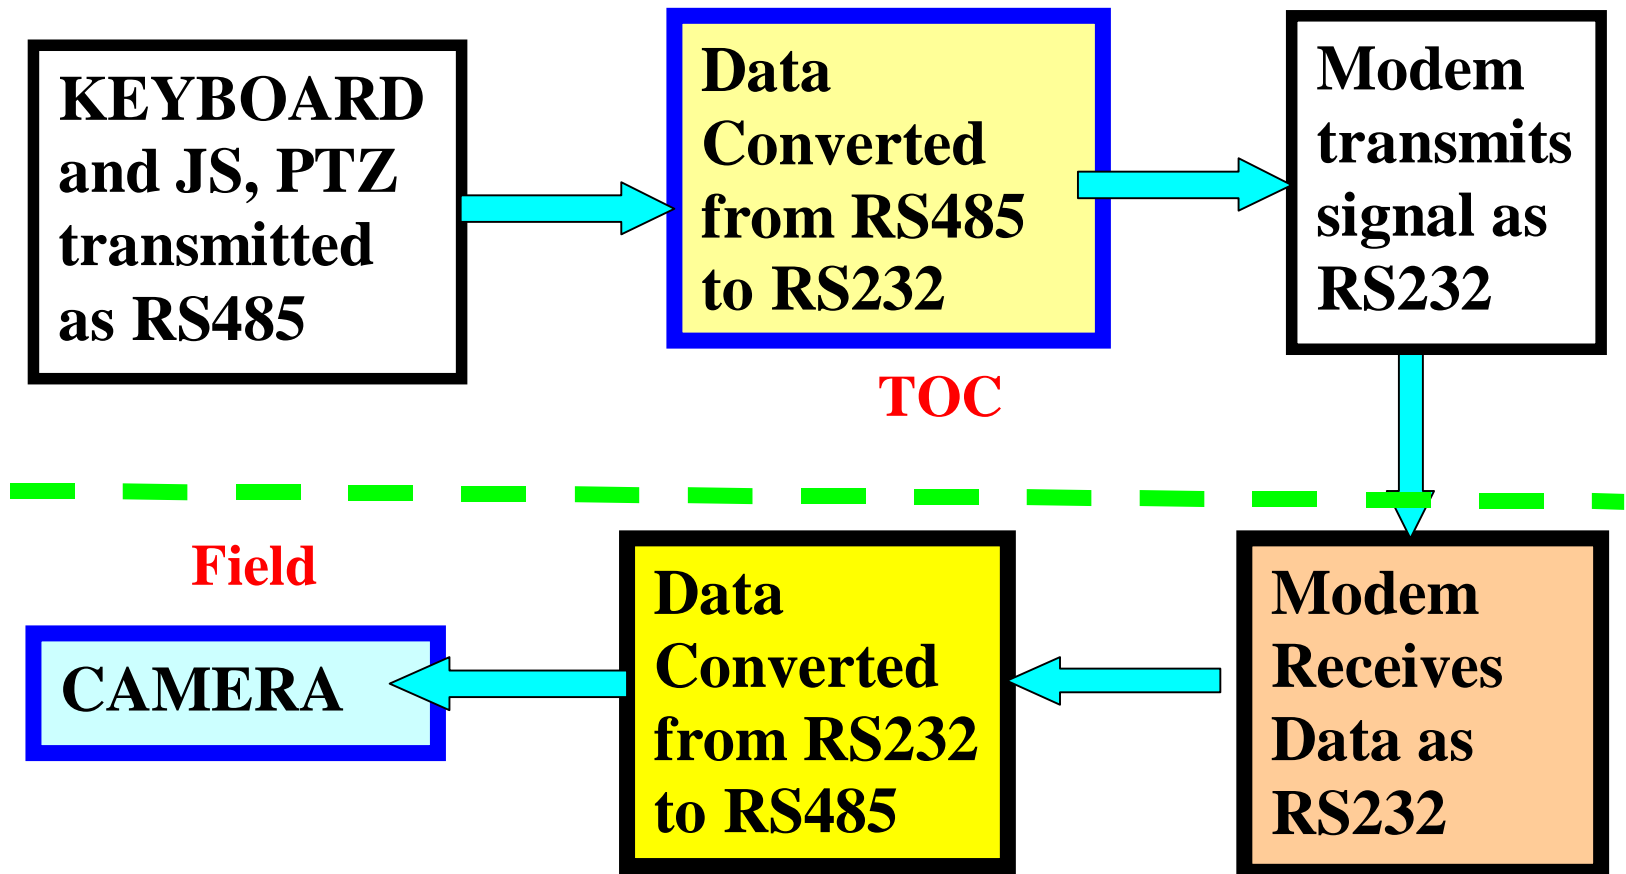 KEYBOARD
and JS, PTZ
transmitted
as RS485
Data
Converted
from RS485
to RS232
Modem
transmits
signal as
RS232
TOC
Field
CAMERA
Data
Converted
from RS232
to RS485
Modem
Receives
Data as
RS232